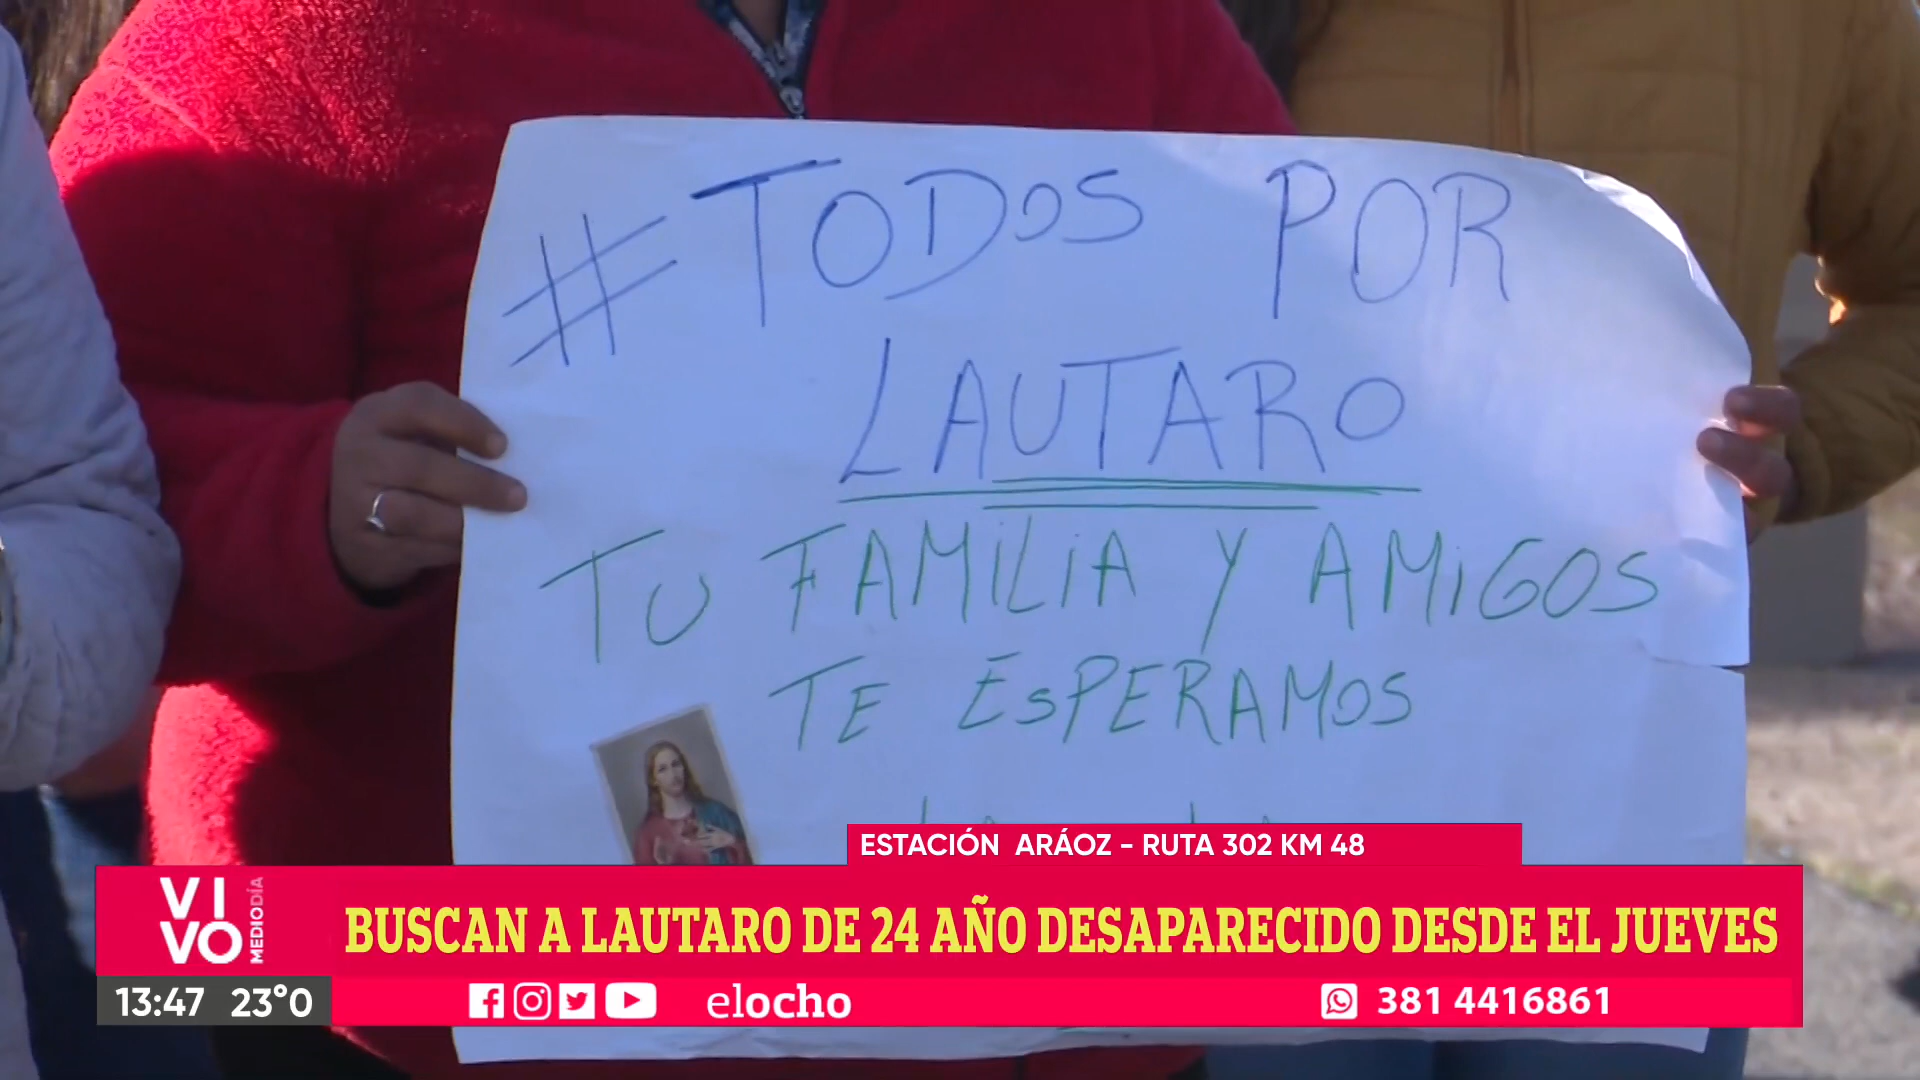 #TODOS POR
LAUTARO
TU FAMILIA Y AMIGOS
TE ESPERAMOS
ESTACIÓN ARÁOZ - RUTA 302 KM 48
VIVO
MEDIODÍA
BUSCAN A LAUTARO DE 24 AÑO DESAPARECIDO DESDE EL JUEVES
13:47 23°0
elocho
381 4416861